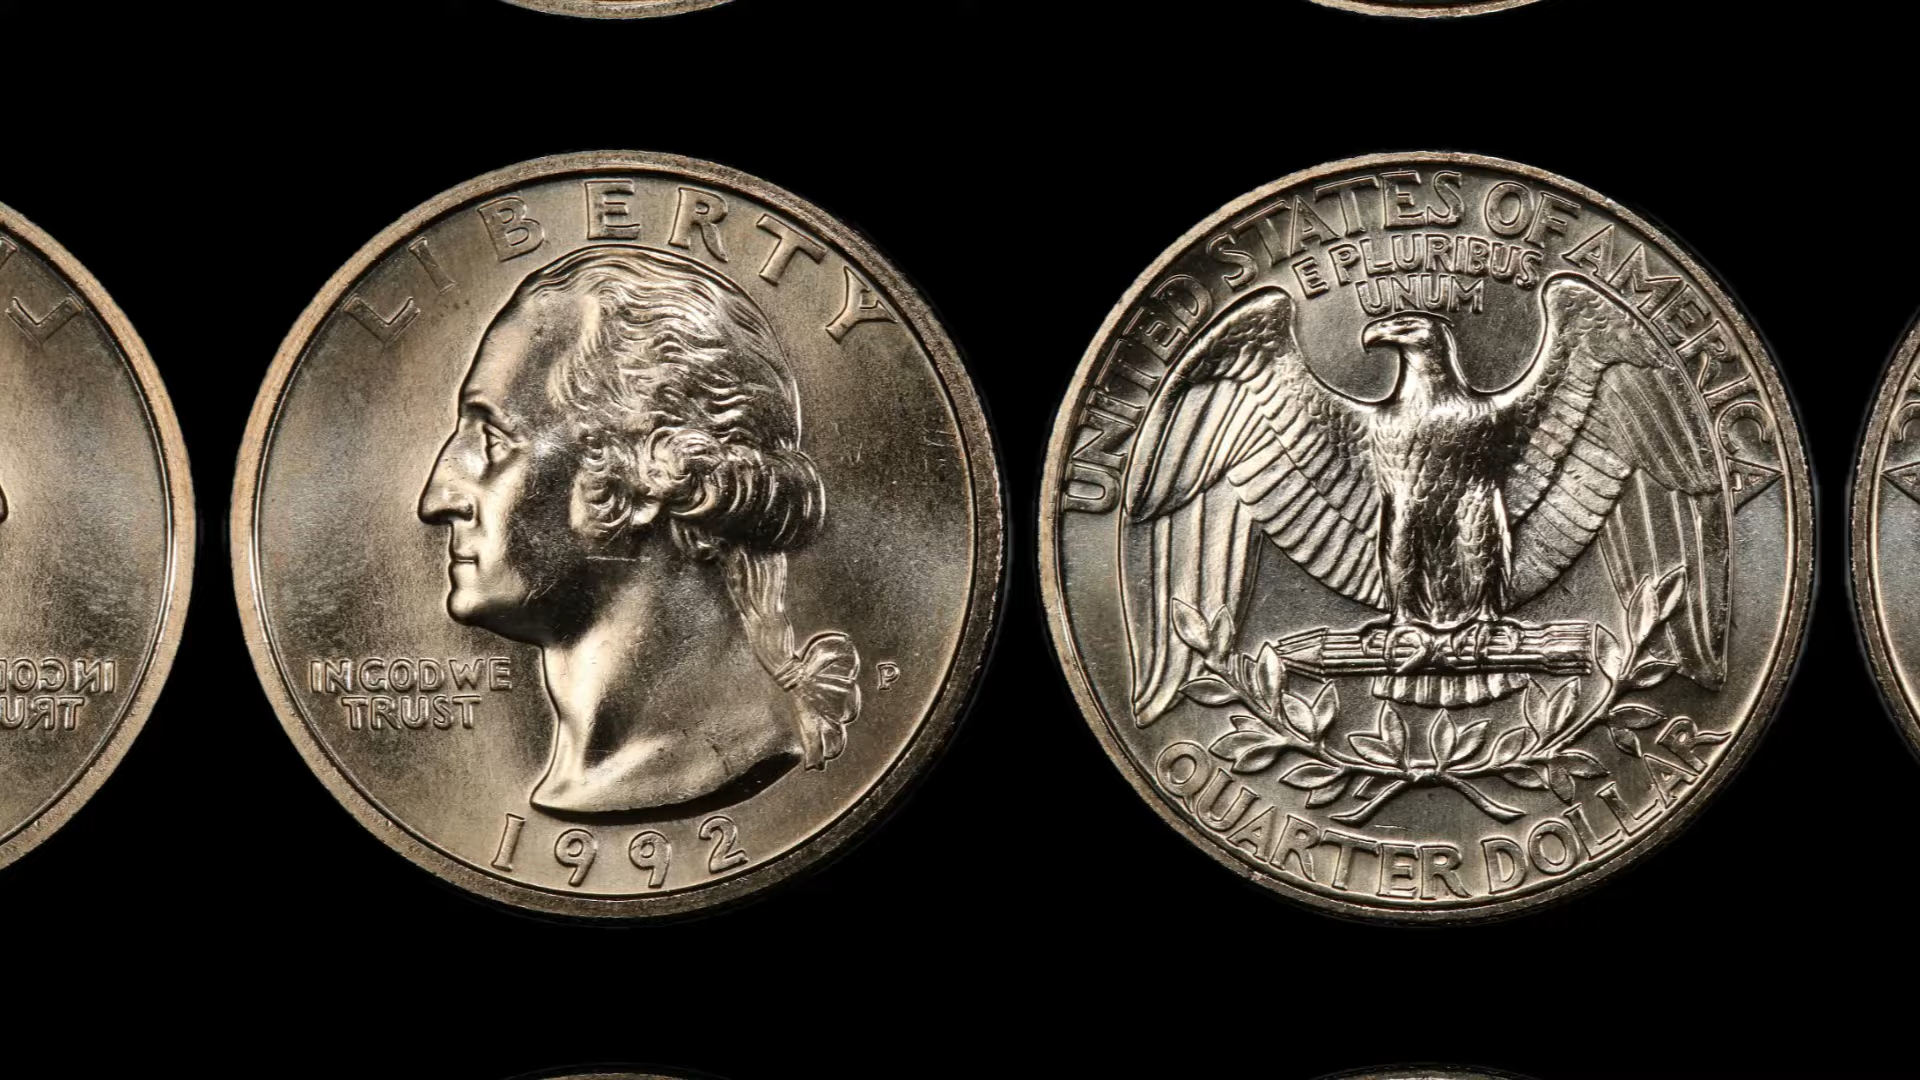 LIBERTY
IN GOD WE
TRUST
P
1992
UNITED STATES OF AMERICA
E PLURIBUS
UNUM
QUARTER DOLLAR